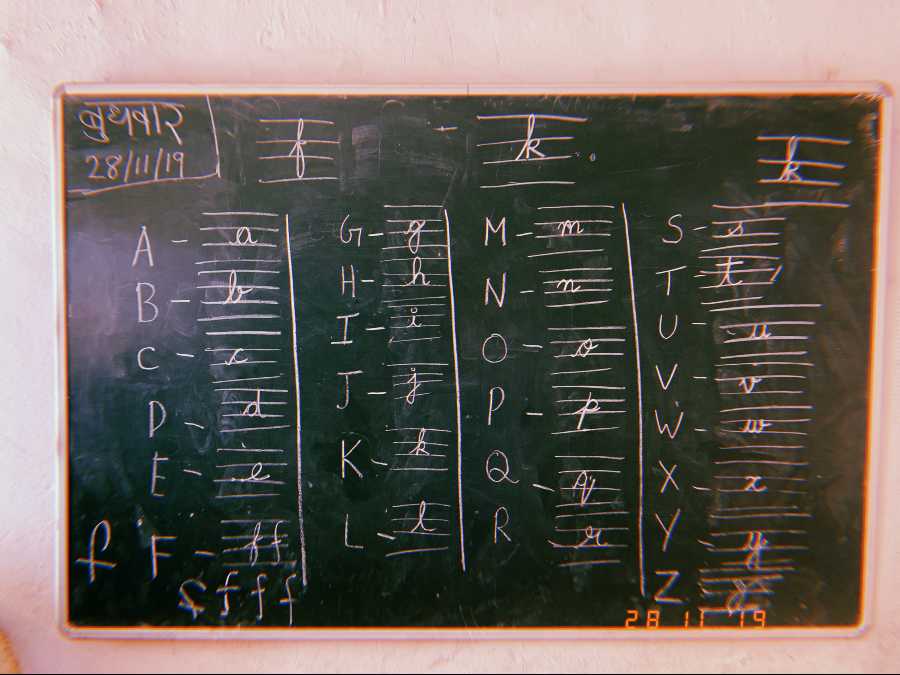 बुधवार
28/11/19
f
k
k
A - a
B - b
C - c
D - d
E - e
f F - f f
f f f f
G - g
H - h
I - i
J - j
K - k
L - l
M - m
N - n
O - o
P - p
Q - q
R - r
S - s
T - t
U - u
V - v
W - w
X - x
Y - y
Z z
28 11 '19